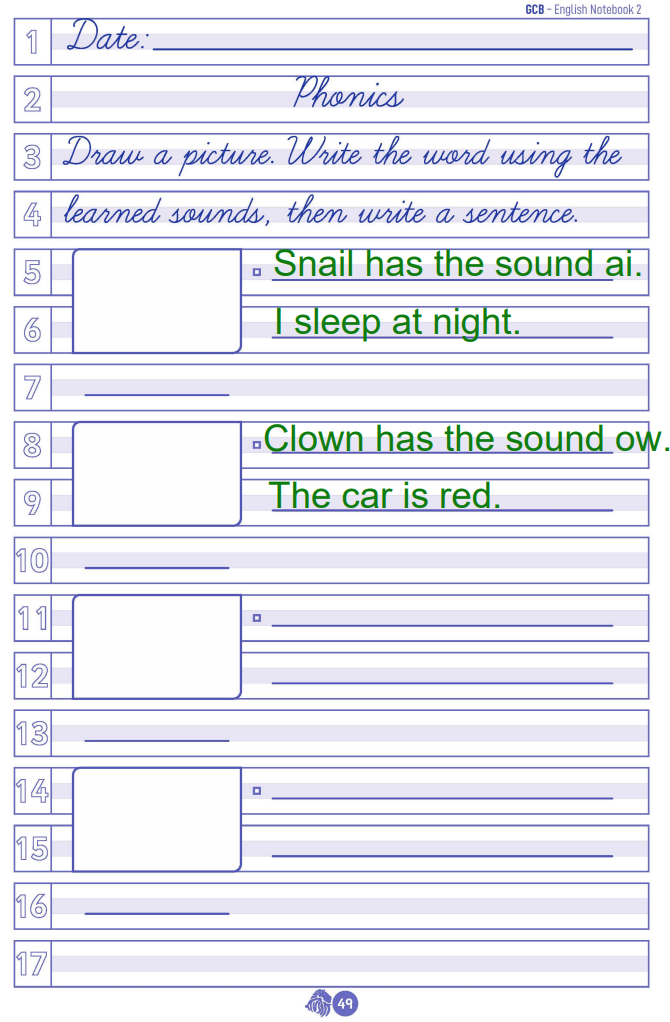 GCB - English Notebook 2
1 Date:
2 Phonics
3 Draw a picture. Write the word using the
4 learned sounds, then write a sentence.
5 Snail has the sound ai.
6 I sleep at night.
7
8 Clown has the sound ow.
9 The car is red.
10
11
12
13
14
15
16
17
49